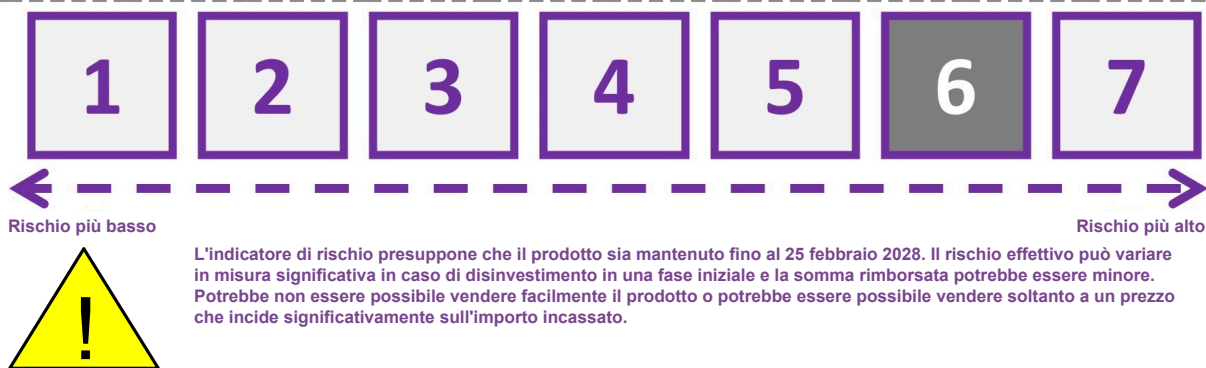 1 2 3 4 5 6 7
Rischio più basso Rischio più alto
L'indicatore di rischio presuppone che il prodotto sia mantenuto fino al 25 febbraio 2028. Il rischio effettivo può variare
in misura significativa in caso di disinvestimento in una fase iniziale e la somma rimborsata potrebbe essere minore.
Potrebbe non essere possibile vendere facilmente il prodotto o potrebbe essere possibile vendere soltanto a un prezzo
che incide significativamente sull'importo incassato.
!